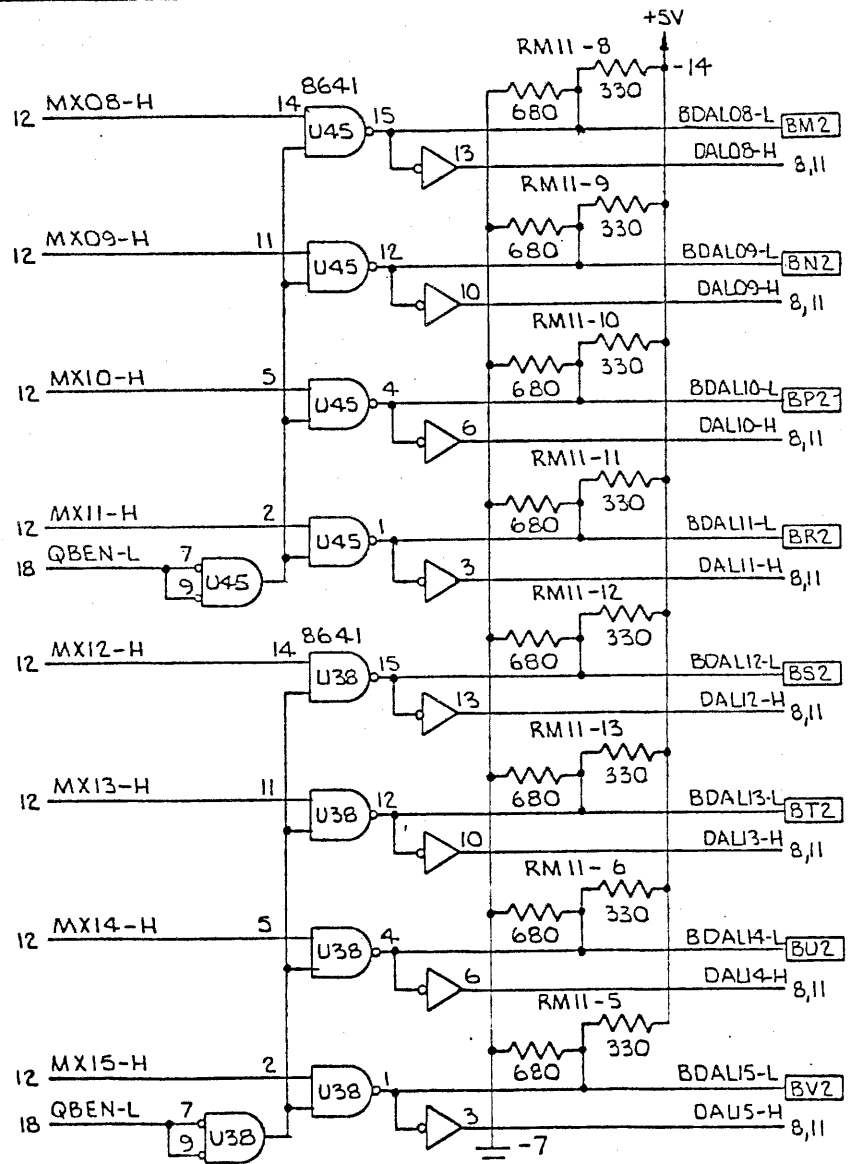 +5V
RM11-8
-14
8641
680 330
12 MX08-H 14 U45 15 BDAL08-L BM2
13 DAL08-H 8,11
RM11-9
680 330
12 MX09-H 11 U45 12 BDAL09-L BN2
10 DAL09-H 8,11
RM11-10
680 330
12 MX10-H 5 U45 4 BDAL10-L BP2
6 DAL10-H 8,11
RM11-11
680 330
12 MX11-H 2 U45 1 BDAL11-L BR2
18 QBEN-L 7 9 U45 3 DAL11-H 8,11
RM11-12
8641
680 330
12 MX12-H 14 U38 15 BDAL12-L BS2
13 DAL12-H 8,11
RM11-13
680 330
12 MX13-H 11 U38 12 BDAL13-L BT2
10 DAL13-H 8,11
RM11-6
680 330
12 MX14-H 5 U38 4 BDAL14-L BU2
6 DAL14-H 8,11
RM11-5
680 330
12 MX15-H 2 U38 1 BDAL15-L BV2
18 QBEN-L 7 9 U38 3 DAL15-H 8,11
-7